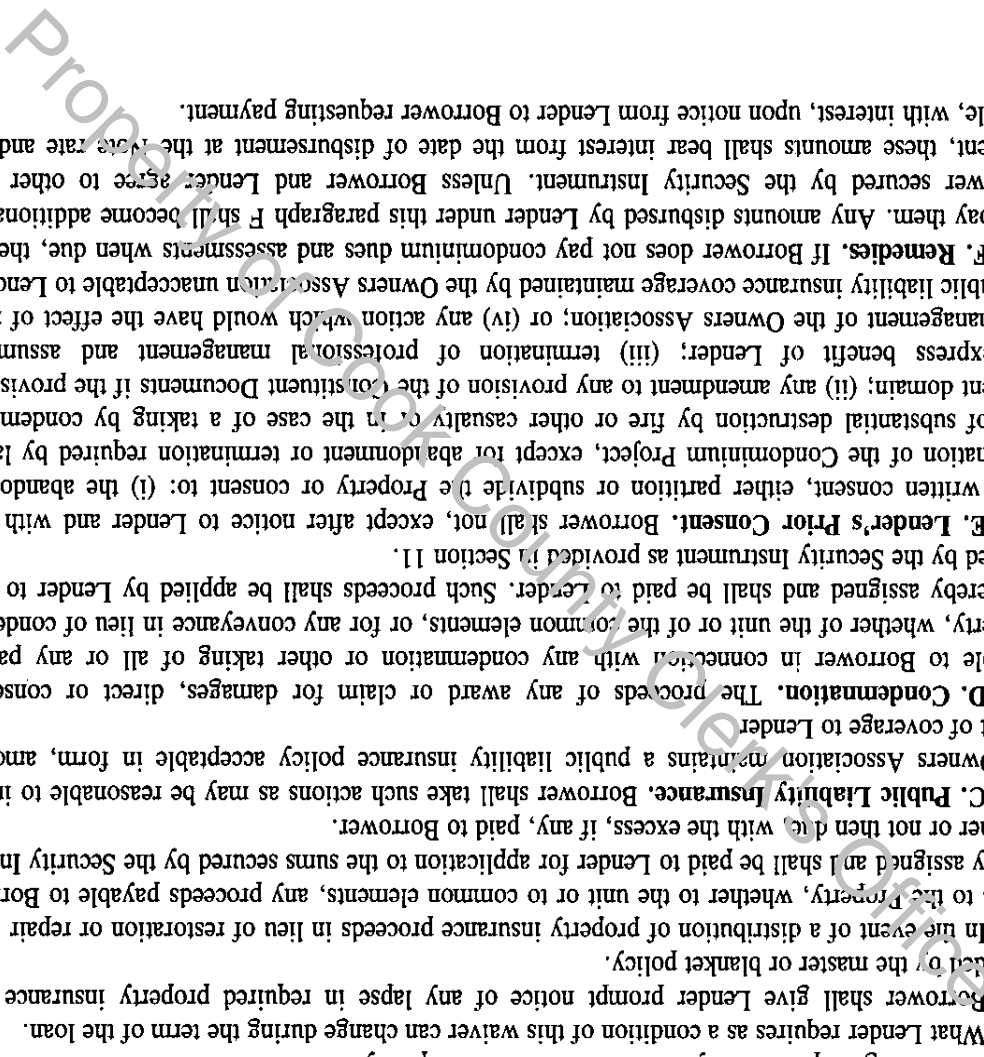 What Lender requires as a condition of this waiver can change during the term of the loan.
Borrower shall give Lender prompt notice of any lapse in required property insurance
ded by the master or blanket policy.
In the event of a distribution of property insurance proceeds in lieu of restoration or repair
to the Property, whether to the unit or to common elements, any proceeds payable to Bor
y assigned and shall be paid to Lender for application to the sums secured by the Security In
her or not then due, with the excess, if any, paid to Borrower.
C. Public Liability Insurance. Borrower shall take such actions as may be reasonable to in
Owners Association maintains a public liability insurance policy acceptable in form, amo
t of coverage to Lender
D. Condemnation. The proceeds of any award or claim for damages, direct or conse
le to Borrower in connection with any condemnation or other taking of all or any pa
erty, whether of the unit or of the common elements, or for any conveyance in lieu of conde
ereby assigned and shall be paid to Lender. Such proceeds shall be applied by Lender to
ed by the Security Instrument as provided in Section 11.
E. Lender's Prior Consent. Borrower shall not, except after notice to Lender and with
written consent, either partition or subdivide the Property or consent to: (i) the abando
nation of the Condominium Project, except for abandonment or termination required by la
of substantial destruction by fire or other casualty or in the case of a taking by condem
ent domain; (ii) any amendment to any provision of the Constituent Documents if the provis
express benefit of Lender; (iii) termination of professional management and assum
management of the Owners Association; or (iv) any action which would have the effect of
ublic liability insurance coverage maintained by the Owners Association unacceptable to Lend
F. Remedies. If Borrower does not pay condominium dues and assessments when due, the
pay them. Any amounts disbursed by Lender under this paragraph F shall become additiona
wer secured by the Security Instrument. Unless Borrower and Lender agree to other
ent, these amounts shall bear interest from the date of disbursement at the Note rate and
le, with interest, upon notice from Lender to Borrower requesting payment.
Property of Cook County Clerk's Office